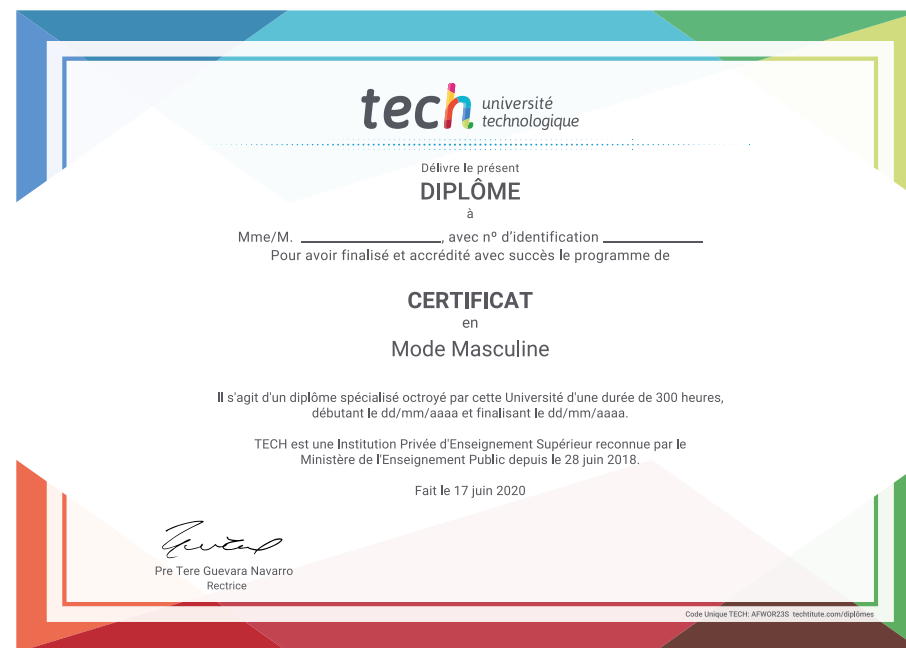 tech université
technologique
Délivre le présent
DIPLÔME
à
Mme/M. ____________________, avec nº d'identification ______________
Pour avoir finalisé et accrédité avec succès le programme de
CERTIFICAT
en
Mode Masculine
Il s'agit d'un diplôme spécialisé octroyé par cette Université d'une durée de 300 heures,
débutant le dd/mm/aaaa et finalisant le dd/mm/aaaa.
TECH est une Institution Privée d'Enseignement Supérieur reconnue par le
Ministère de l'Enseignement Public depuis le 28 juin 2018.
Fait le 17 juin 2020
Pre Tere Guevara Navarro
Rectrice
Code Unique TECH: AFWOR23S techtitute.com/diplômes